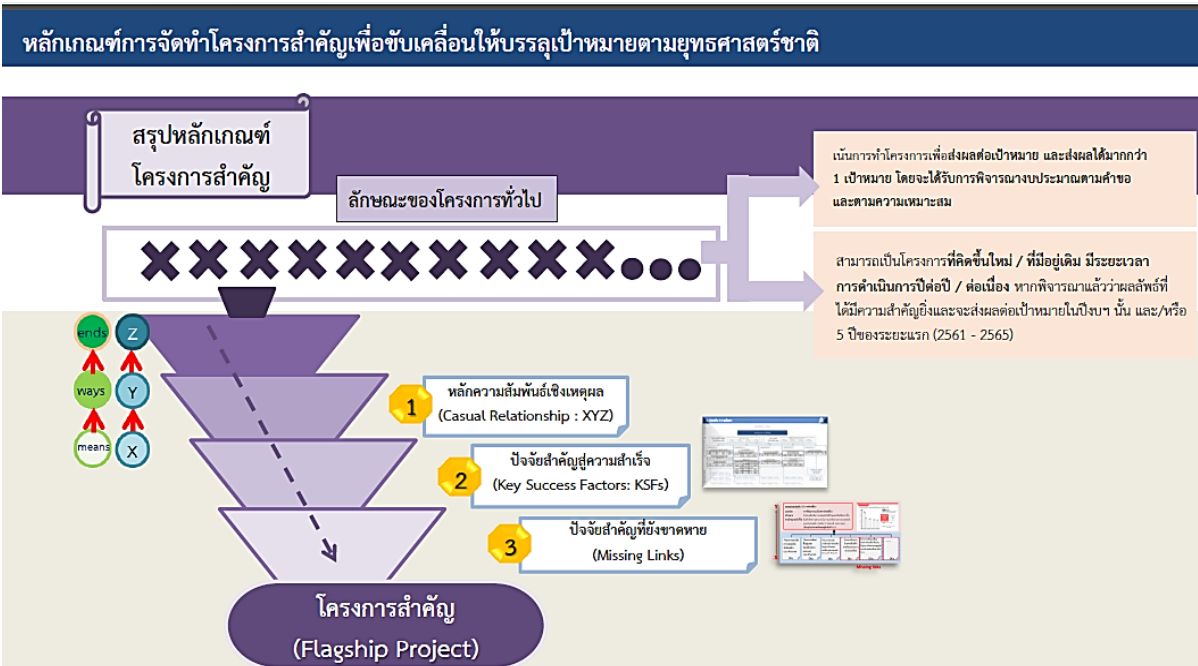 หลักเกณฑ์การจัดทำโครงการสำคัญเพื่อขับเคลื่อนให้บรรลุเป้าหมายตามยุทธศาสตร์ชาติ
สรุปหลักเกณฑ์
โครงการสำคัญ
ลักษณะของโครงการทั่วไป
เน้นการทำโครงการเพื่อส่งผลต่อเป้าหมาย และส่งผลได้มากกว่า
1 เป้าหมาย โดยจะได้รับการพิจารณางบประมาณตามคำขอ
และตามความเหมาะสม
สามารถเป็นโครงการที่คิดขึ้นใหม่ / ที่มีอยู่เดิม มีระยะเวลา
การดำเนินการปีต่อปี / ต่อเนื่อง หากพิจารณาแล้วว่าผลลัพธ์ที่
ได้มีความสำคัญยิ่งและจะส่งผลต่อเป้าหมายในปีงบฯ นั้น และ/หรือ
5 ปีของระยะแรก (2561 - 2565)
ends Z
ways Y
means X
1
หลักความสัมพันธ์เชิงเหตุผล
(Casual Relationship : XYZ)
2
ปัจจัยสำคัญสู่ความสำเร็จ
(Key Success Factors: KSFs)
3
ปัจจัยสำคัญที่ยังขาดหาย
(Missing Links)
Missing links
โครงการสำคัญ
(Flagship Project)